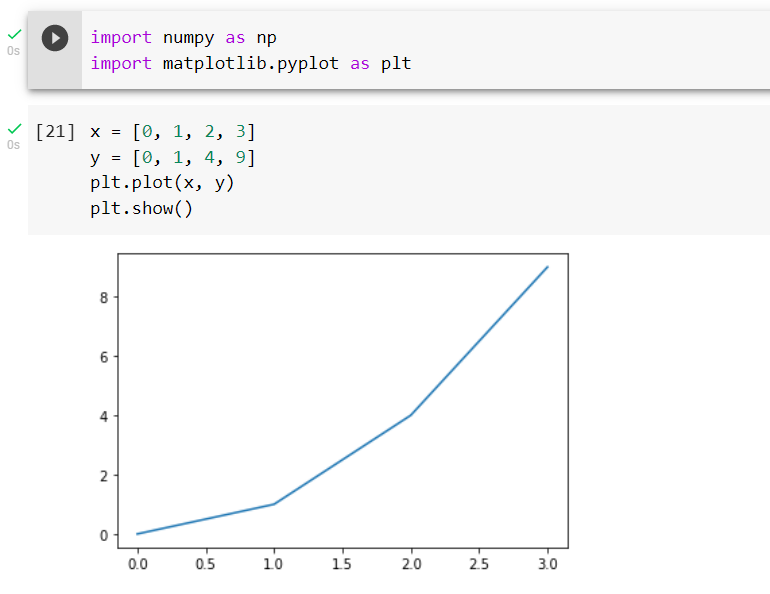 import numpy as np
0s
import matplotlib.pyplot as plt
[21] x = [0, 1, 2, 3]
0s
y = [0, 1, 4, 9]
plt.plot(x, y)
plt.show()
8
6
4
2
0
0.0 0.5 1.0 1.5 2.0 2.5 3.0